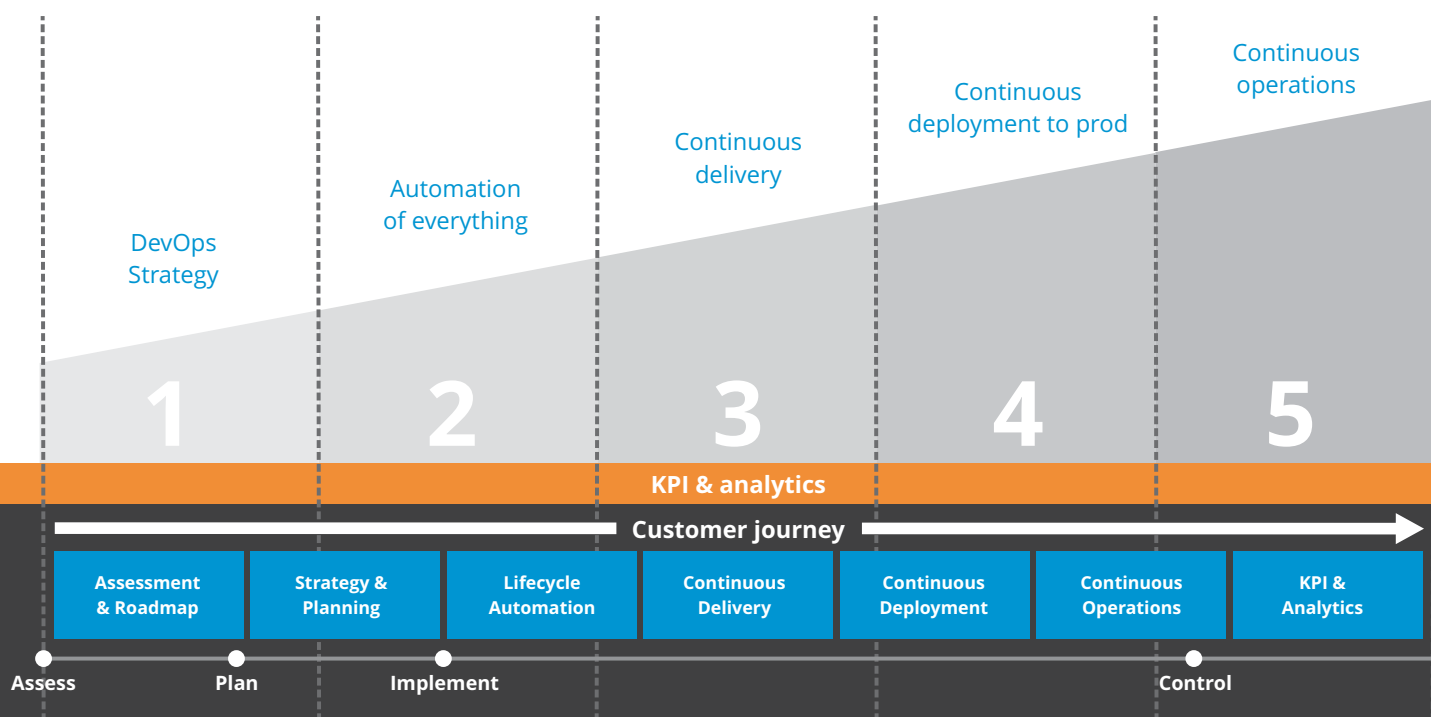 DevOps
Strategy
Automation
of everything
Continuous
delivery
Continuous
deployment to prod
Continuous
operations
1
2
3
4
5
KPI & analytics
Customer journey
Assessment
& Roadmap
Strategy &
Planning
Lifecycle
Automation
Continuous
Delivery
Continuous
Deployment
Continuous
Operations
KPI &
Analytics
Assess
Plan
Implement
Control